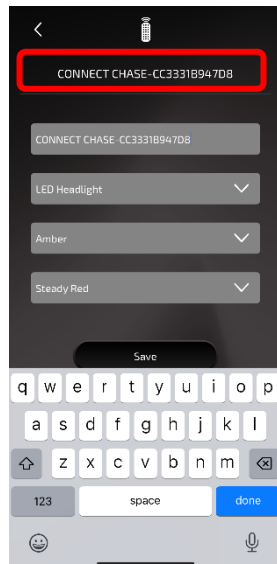 CONNECT CHASE-CC3331B947D8
CONNECT CHASE-CC3331B947D8
LED Headlight
Amber
Steady Red
Save
q w e r t y u i o p
a s d f g h j k l
z x c v b n m
123 space done